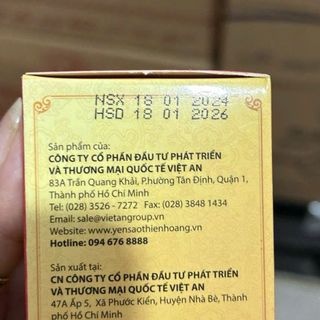 NSX 18 01 2024
HSD 18 01 2026
Sản phẩm của:
CÔNG TY CỔ PHẦN ĐẦU TƯ PHÁT TRIỂN
VÀ THƯƠNG MẠI QUỐC TẾ VIỆT AN
83A Trần Quang Khải, P.hường Tân Định, Quận 1,
Thành phố Hồ Chí Minh
Tel: (028) 3526 - 7272 Fax: (028) 3848 1434
Email: sale@vietangroup.vn
Website: www.yensaothienhoang.vn
Hotline: 094 676 8888
Sản xuất tại:
CN CÔNG TY CỔ PHẦN ĐẦU TƯ PHÁT TRIỂN
VÀ THƯƠNG MẠI QUỐC TẾ VIỆT AN
47A Ấp 5, Xã Phước Kiển, Huyện Nhà Bè, Thành
phố Hồ Chí Minh